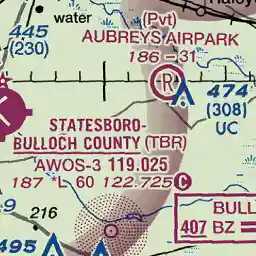 water
(Pvt)
AUBREYS AIRPARK
186 - 31
R
445
(230)
474
(308)
UC
STATESBORO-
BULLOCH COUNTY (TBR)
AWOS-3 119.025
187 *L 60 122.725 C
9
216
495
BULL
407 BZ